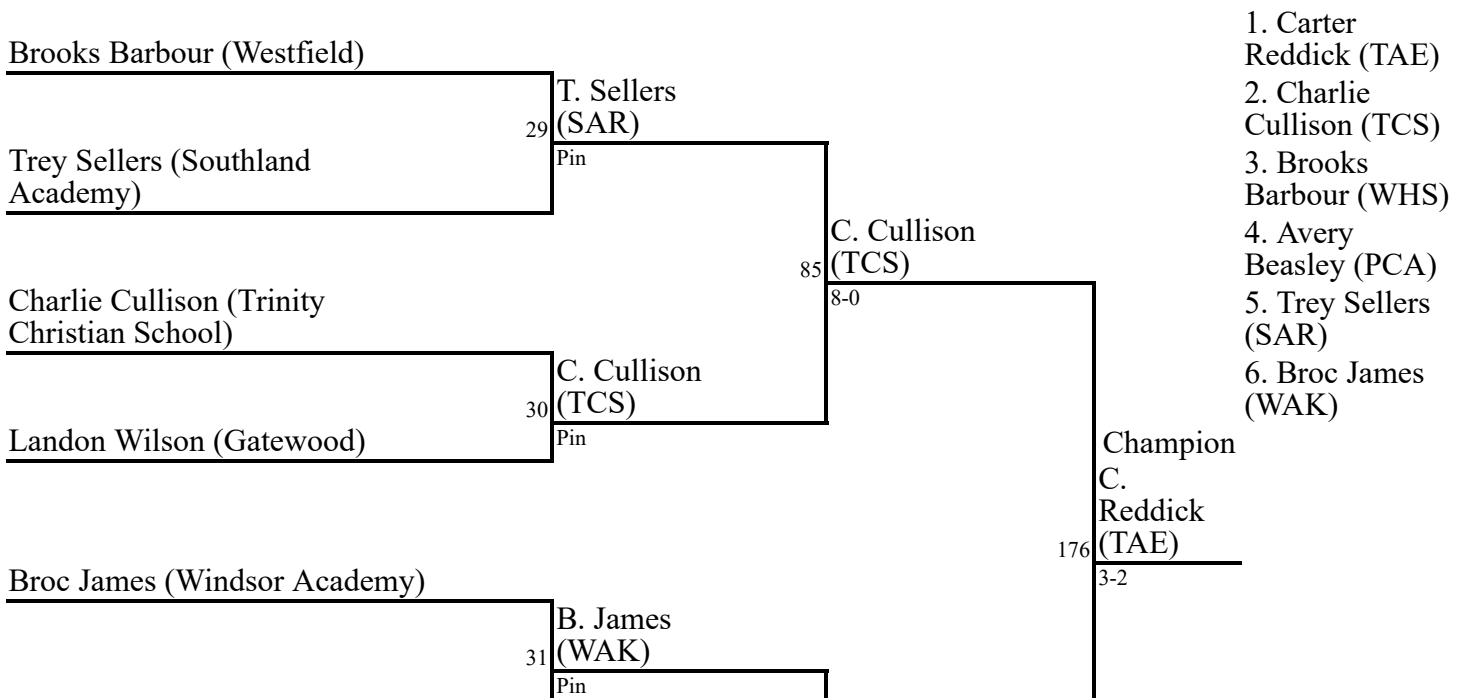 Brooks Barbour (Westfield)
T. Sellers
(SAR)
29
Pin
Trey Sellers (Southland
Academy)
C. Cullison
(TCS)
85
8-0
Charlie Cullison (Trinity
Christian School)
C. Cullison
(TCS)
30
Pin
Landon Wilson (Gatewood)
Champion
C.
Reddick
(TAE)
176
3-2
Broc James (Windsor Academy)
B. James
(WAK)
31
Pin
1. Carter
Reddick (TAE)
2. Charlie
Cullison (TCS)
3. Brooks
Barbour (WHS)
4. Avery
Beasley (PCA)
5. Trey Sellers
(SAR)
6. Broc James
(WAK)